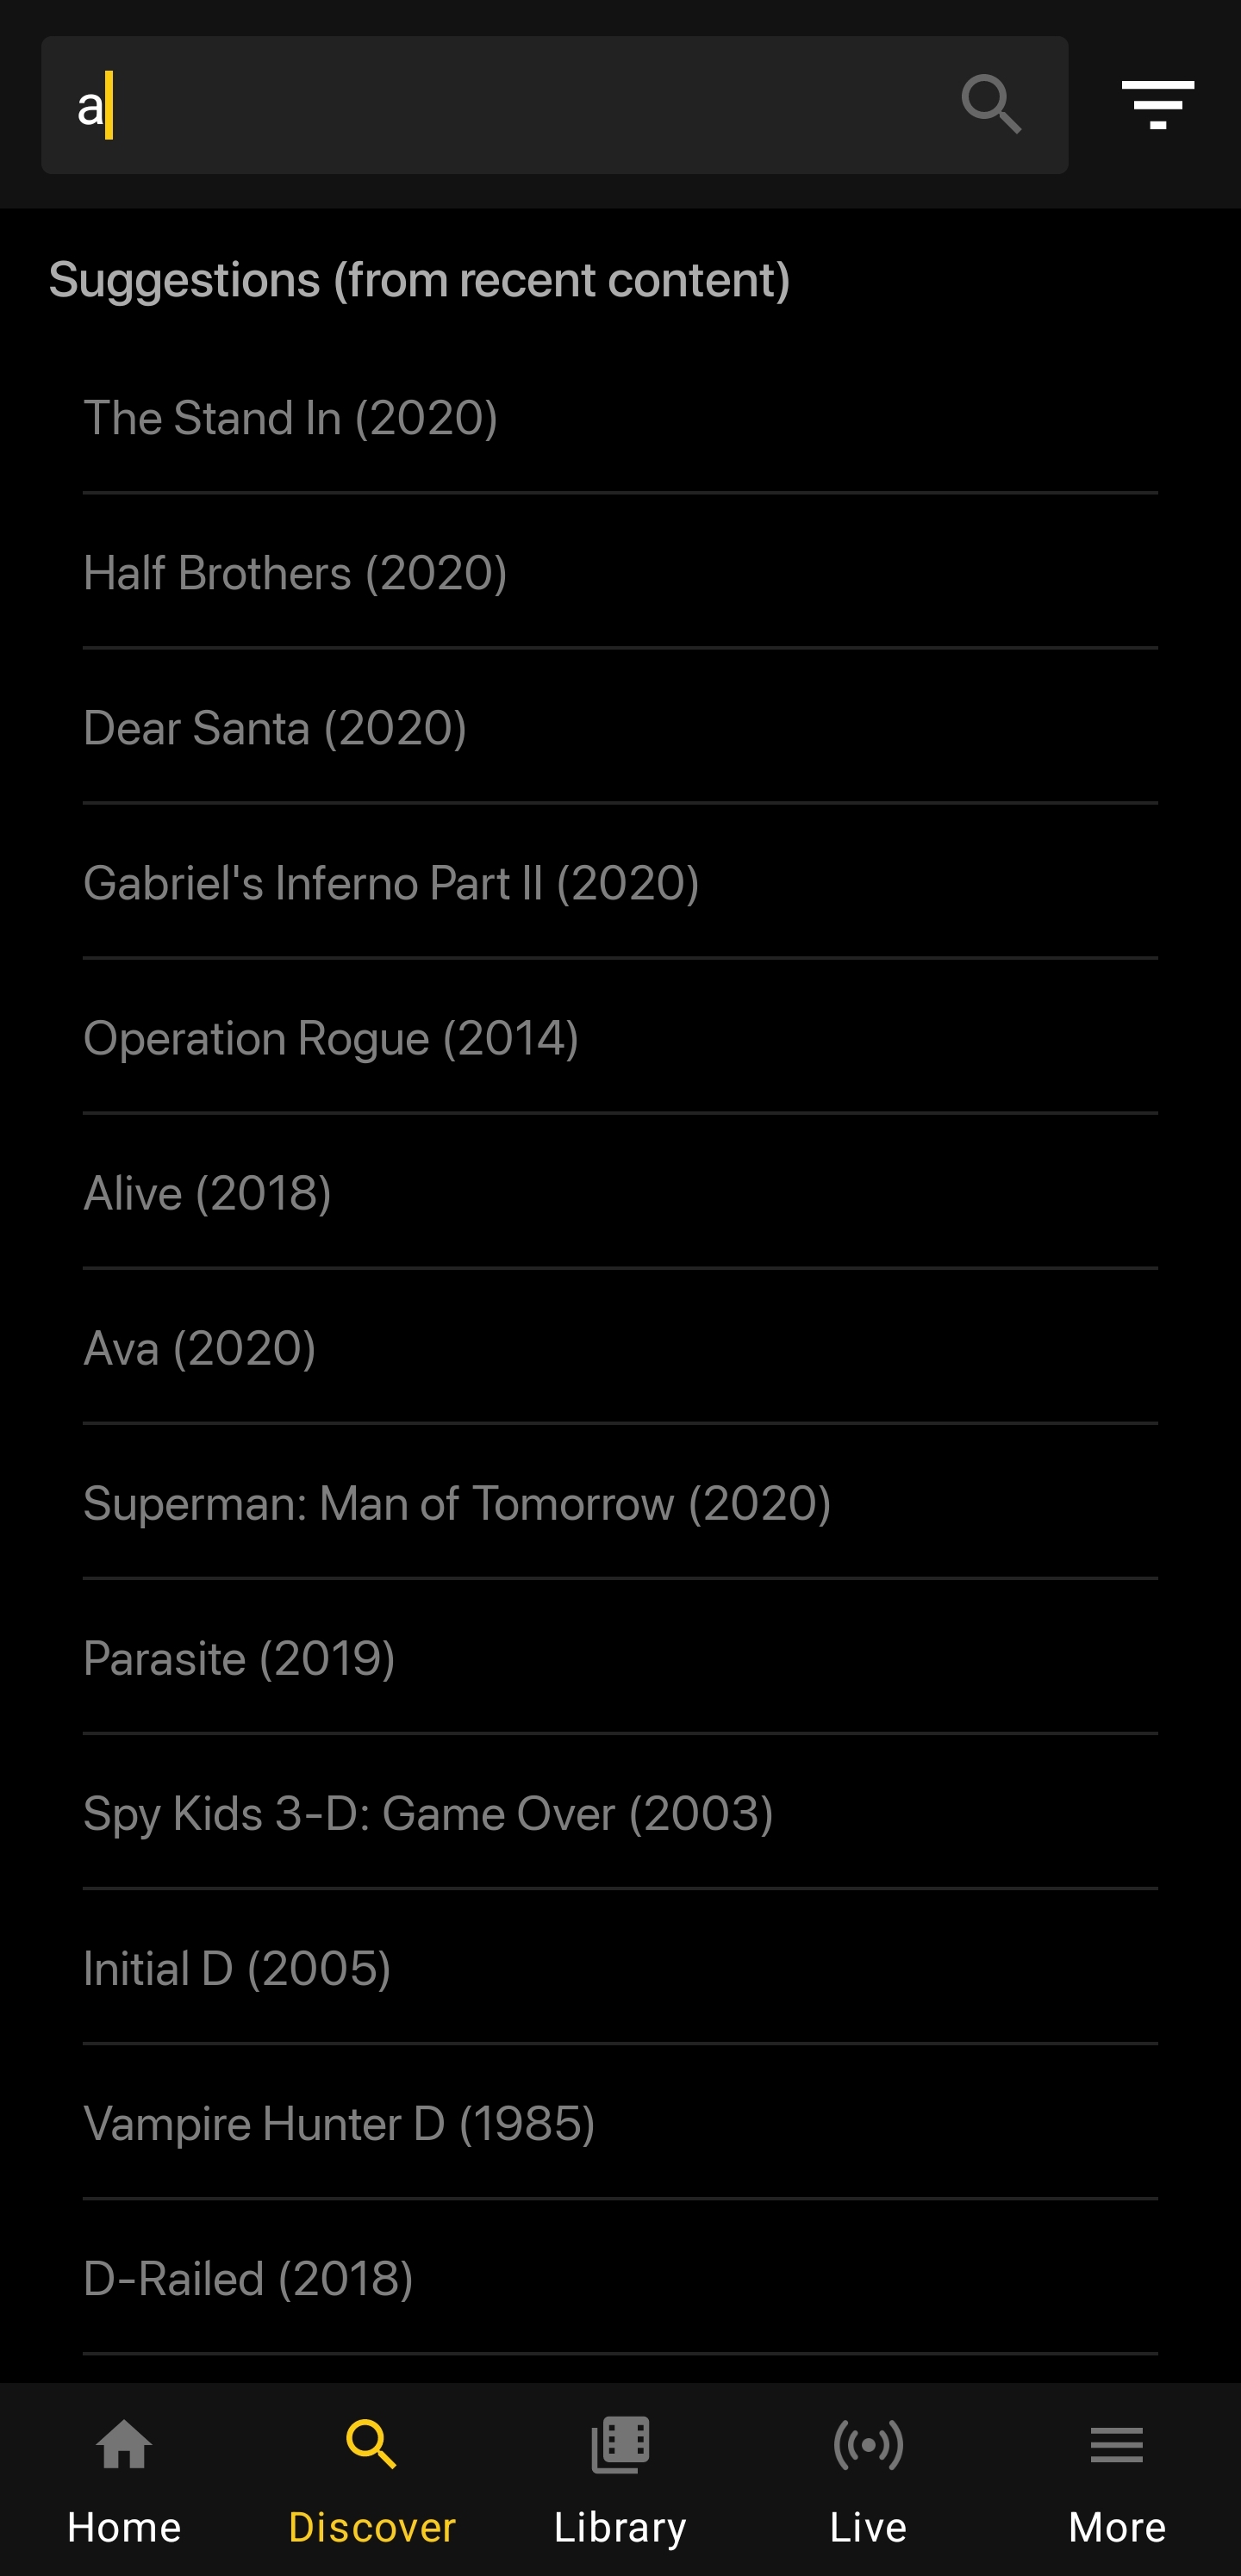 a
Suggestions (from recent content)
The Stand In (2020)
Half Brothers (2020)
Dear Santa (2020)
Gabriel's Inferno Part II (2020)
Operation Rogue (2014)
Alive (2018)
Ava (2020)
Superman: Man of Tomorrow (2020)
Parasite (2019)
Spy Kids 3-D: Game Over (2003)
Initial D (2005)
Vampire Hunter D (1985)
D-Railed (2018)
Home Discover Library Live More